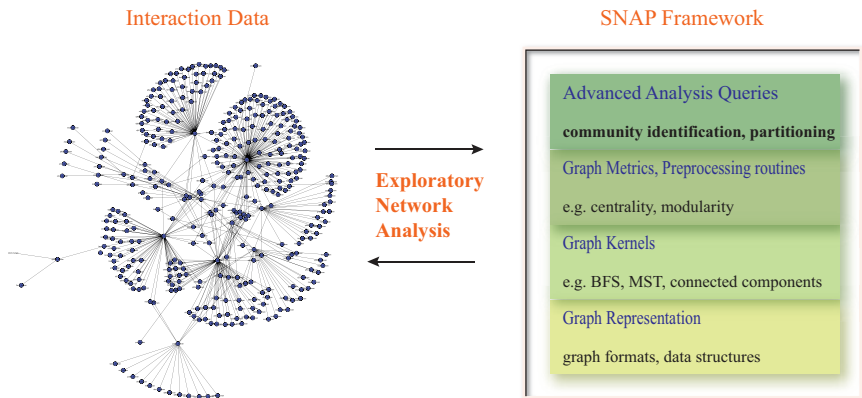 Interaction Data
SNAP Framework
Exploratory
Network
Analysis
Advanced Analysis Queries
community identification, partitioning
Graph Metrics, Preprocessing routines
e.g. centrality, modularity
Graph Kernels
e.g. BFS, MST, connected components
Graph Representation
graph formats, data structures